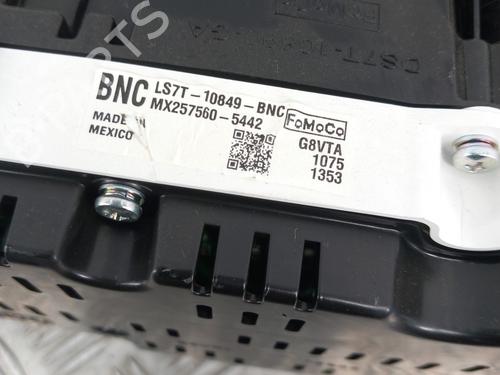 BNC LS7T-10849-BNC FoMoCo
MX257560-5442
MADE IN
MEXICO
G8VTA
1075
1353